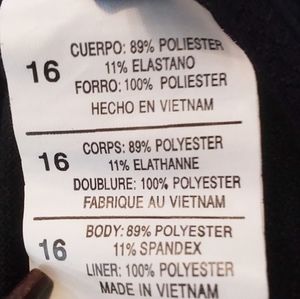 CUERPO: 89% POLIESTER
16 11% ELASTANO
FORRO: 100% POLIESTER
HECHO EN VIETNAM
CORPS: 89% POLYESTER
16 11% ELATHANNE
DOUBLURE: 100% POLYESTER
FABRIQUE AU VIETNAM
BODY: 89% POLYESTER
16 11% SPANDEX
LINER: 100% POLYESTER
MADE IN VIETNAM